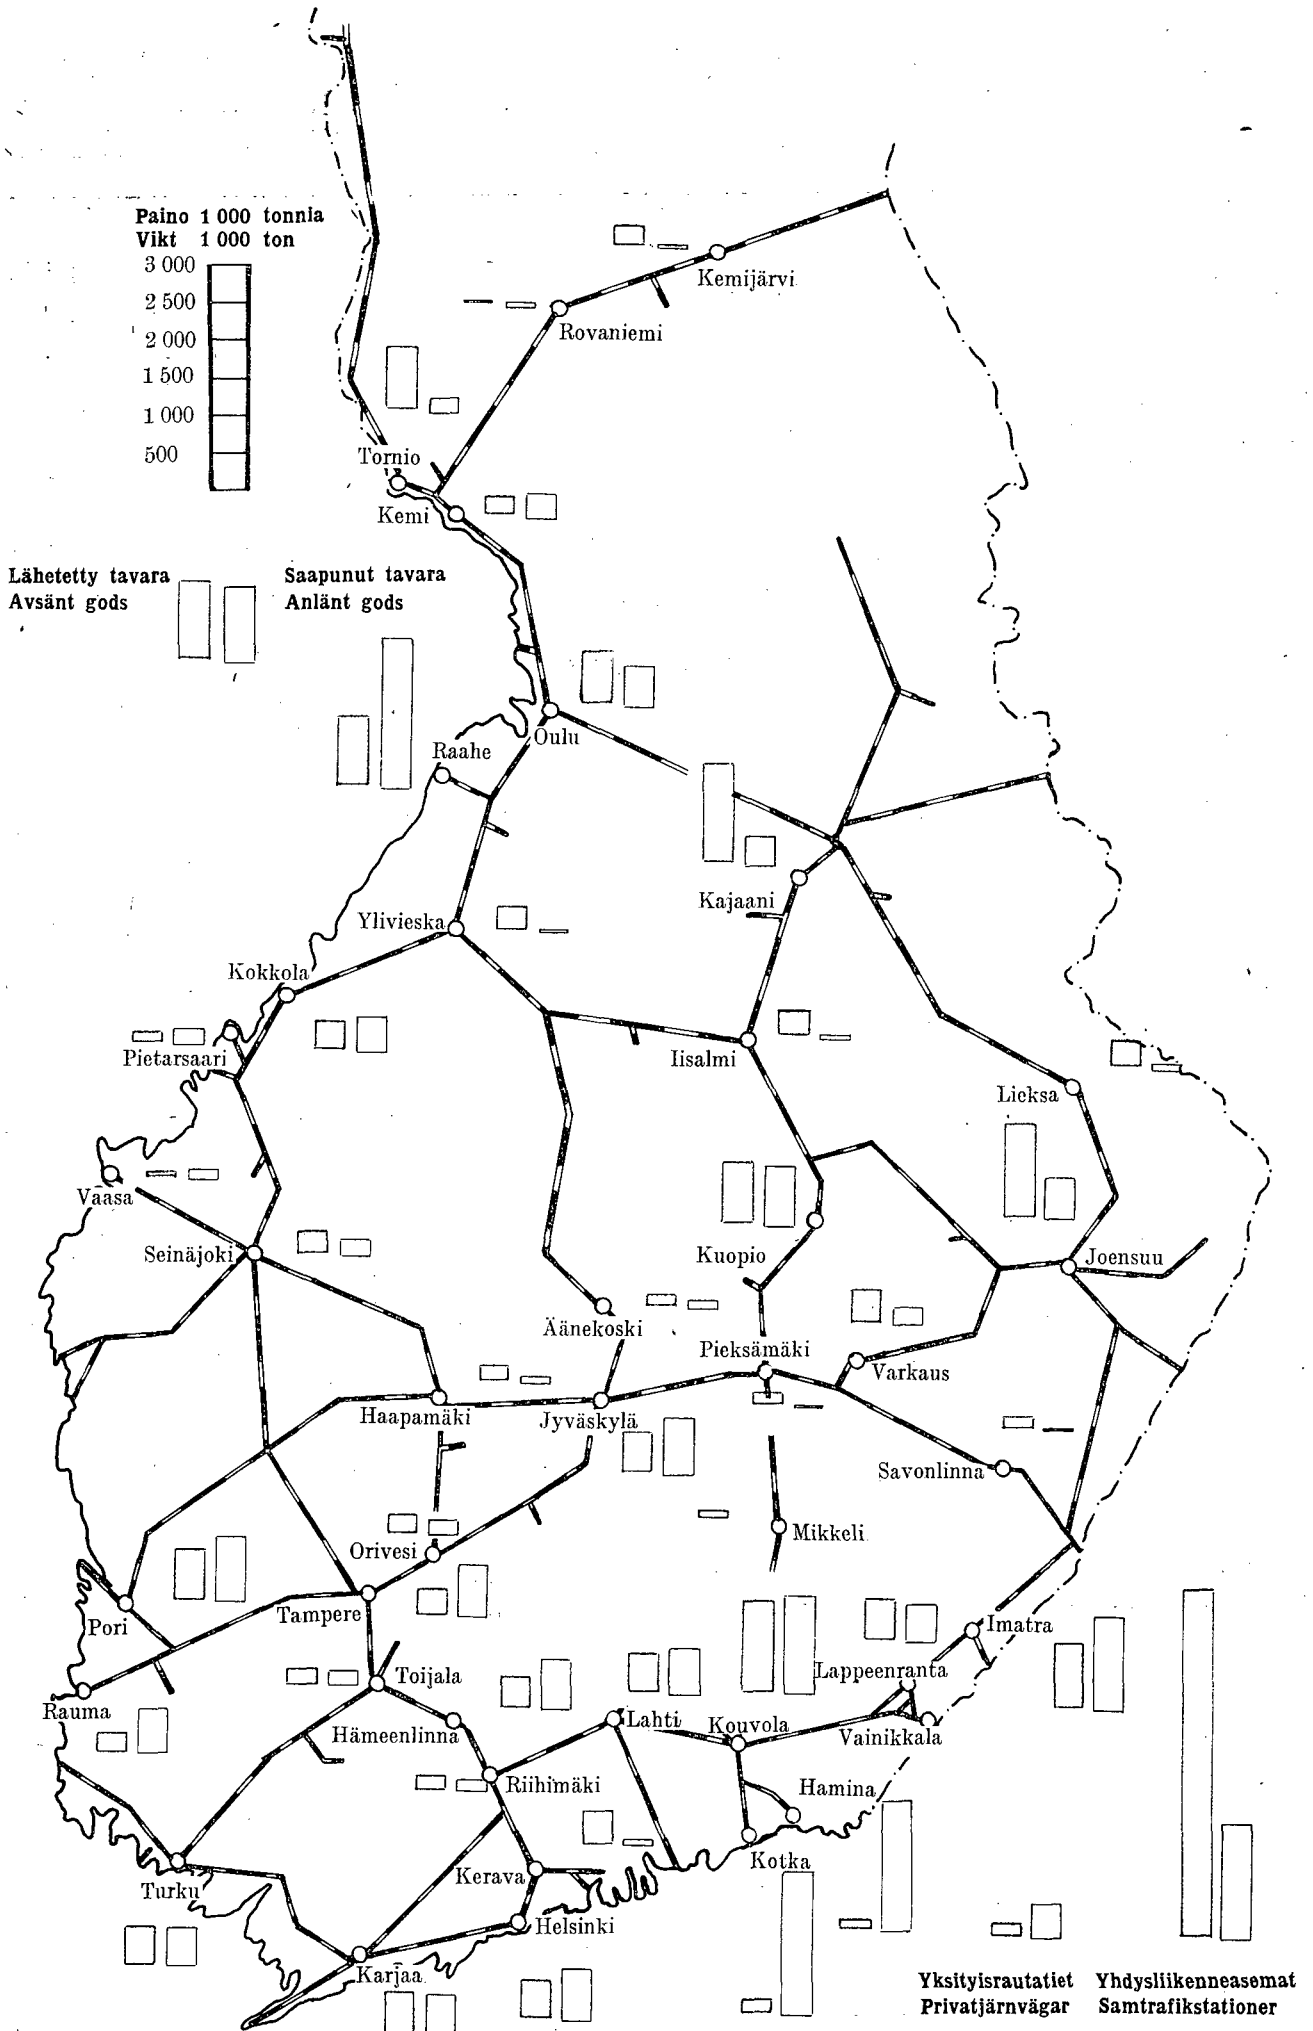 Paino 1 000 tonnia
Vikt 1 000 ton
3 000
2 500
2 000
1 500
1 000
500
Kemijärvi
Rovaniemi
Tornio
Kemi
Lähetetty tavara
Avsänt gods
Saapunut tavara
Anlänt gods
Oulu
Raahe
Kajaani
Ylivieska
Kokkola
Pietarsaari
Iisalmi
Lieksa
Vaasa
Seinäjoki
Kuopio
Joensuu
Äänekoski
Pieksämäki
Varkaus
Haapamäki
Jyväskylä
Savonlinna
Mikkeli
Orivesi
Tampere
Pori
Imatra
Lappeenranta
Toijala
Rauma
Hämeenlinna
Lahti
Kouvola
Vainikkala
Riihimäki
Hamina
Kotka
Kerava
Turku
Helsinki
Karjaa
Yksityisrautatiet
Privatjärnvägar
Yhdysliikenneasemat
Samtrafikstationer